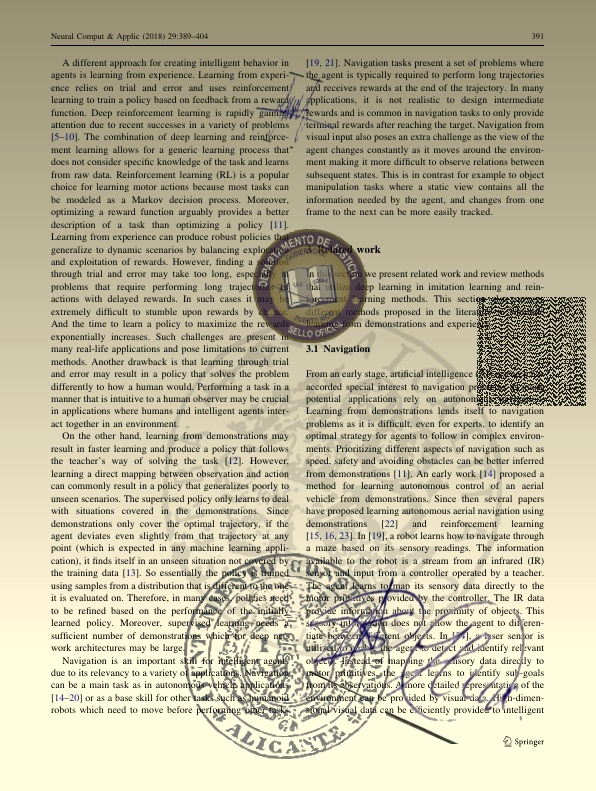 Neural Comput & Applic (2018) 29:389–404
391
A different approach for creating intelligent behavior in
agents is learning from experience. Learning from experi-
ence relies on trial and error and uses reinforcement
learning to train a policy based on feedback from a reward
function. Deep reinforcement learning is rapidly gaining
attention due to recent successes in a variety of problems
[5–10]. The combination of deep learning and reinforce-
ment learning allows for a generic learning process that
does not consider specific knowledge of the task and learns
from raw data. Reinforcement learning (RL) is a popular
choice for learning motor actions because most tasks can
be modeled as a Markov decision process. Moreover,
optimizing a reward function arguably provides a better
description of a task than optimizing a policy [11].
Learning from experience can produce robust policies that
generalize to dynamic scenarios by balancing exploration
and exploitation of rewards. However, finding a solution
through trial and error may take too long, especially in
problems that require performing long trajectories of
actions with delayed rewards. In such cases it may be
extremely difficult to stumble upon rewards by
And the time to learn a policy to maximize the rewards
exponentially increases. Such challenges are present in
many real-life applications and pose limitations to current
methods. Another drawback is that learning through trial
and error may result in a policy that solves the problem
differently to how a human would. Performing a task in a
manner that is intuitive to a human observer may be crucial
in applications where humans and intelligent agents inter-
act together in an environment.
On the other hand, learning from demonstrations may
result in faster learning and produce a policy that follows
the teacher's way of solving the task [12]. However,
learning a direct mapping between observation and action
can commonly result in a policy that generalizes poorly to
unseen scenarios. The supervised policy only learns to deal
with situations covered in the demonstrations. Since
demonstrations only cover the optimal trajectory, if the
agent deviates even slightly from that trajectory at any
point (which is expected in any machine learning appli-
cation), it finds itself in an unseen situation not covered by
the training data [13]. So essentially the policy is trained
using samples from a distribution that is different to the one
it is evaluated on. Therefore, in many cases, policies need
to be refined based on the performance of the initially
learned policy. Moreover, supervised learning needs a
sufficient number of demonstrations which for deep net-
work architectures may be large.
Navigation is an important skill for intelligent agents
due to its relevancy to a variety of applications. Navigation
can be a main task as in autonomous vehicle applications
[14–20] or as a base skill for other tasks such as humanoid
robots which need to move before performing other tasks
[19, 21]. Navigation tasks present a set of problems where
the agent is typically required to perform long trajectories
and receives rewards at the end of the trajectory. In many
applications, it is not realistic to design intermediate
rewards and is common in navigation tasks to only provide
terminal rewards after reaching the target. Navigation from
visual input also poses an extra challenge as the view of the
agent changes constantly as it moves around the environ-
ment making it more difficult to observe relations between
subsequent states. This is in contrast for example to object
manipulation tasks where a static view contains all the
information needed by the agent, and changes from one
frame to the next can be more easily tracked.
Related work
In this section we present related work and review methods
that utilize deep learning in imitation learning and rein-
forcement learning methods. This section
different methods proposed in the literature
from demonstrations and experience
3.1 Navigation
From an early stage, artificial intelligence
accorded special interest to navigation
potential applications rely on autonomous
Learning from demonstrations lends itself to navigation
problems as it is difficult, even for experts, to identify an
optimal strategy for agents to follow in complex environ-
ments. Prioritizing different aspects of navigation such as
speed, safety and avoiding obstacles can be better inferred
from demonstrations [11]. An early work [14] proposed a
method for learning autonomous control of an aerial
vehicle from demonstrations. Since then several papers
have proposed learning autonomous aerial navigation using
demonstrations [22] and reinforcement learning
[15, 16, 23]. In [19], a robot learns how to navigate through
a maze based on its sensory readings. The information
available to the robot is a stream from an infrared (IR)
sensor and input from a controller operated by a teacher.
The agent learns to map its sensory data directly to the
motor primitives provided by the controller. The IR data
provide information about the proximity of objects. This
sensory information does not allow the agent to differen-
tiate between different objects. In a laser sensor is
utilised to the agent to detect and identify relevant
objects. Instead of mapping the sensory data directly to
motor primitives, the agent learns to identify sub-goals
from its observations. A more detailed representation of the
environment can be provided by visual data. High-dimen-
sional visual data can be efficiently provided to intelligent
Springer
SELLO OFICIAL
ALICANTE